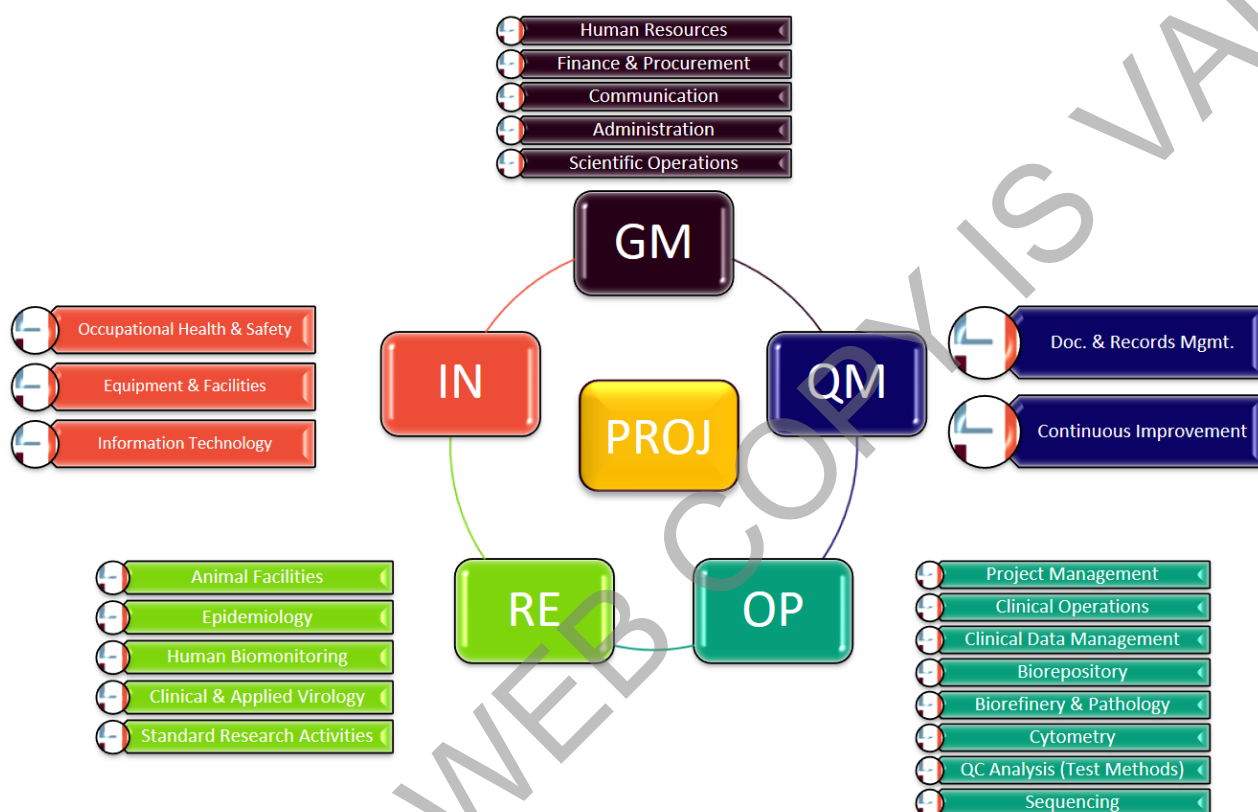 Human Resources
Finance & Procurement
Communication
Administration
Scientific Operations
GM
Occupational Health & Safety
Equipment & Facilities
Information Technology
IN
QM
Doc. & Records Mgmt.
Continuous Improvement
PROJ
Animal Facilities
Epidemiology
Human Biomonitoring
Clinical & Applied Virology
Standard Research Activities
RE
OP
Project Management
Clinical Operations
Clinical Data Management
Biorepository
Biorefinery & Pathology
Cytometry
QC Analysis (Test Methods)
Sequencing
WEB COPY IS VA